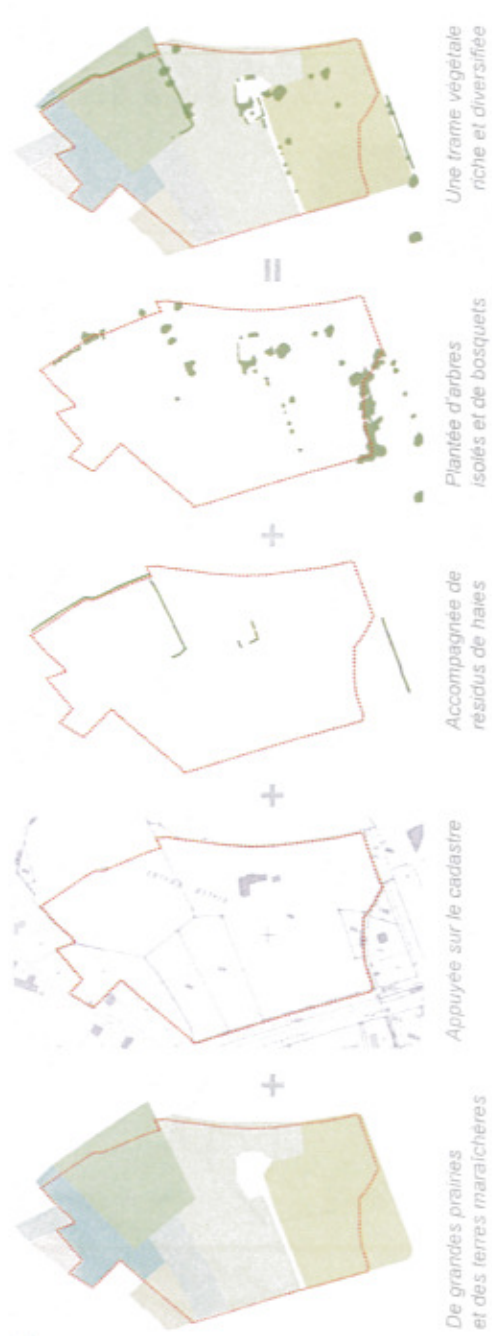 De grandes prairies
et des terres maraîchères
+
Appuyée sur le cadastre
+
Accompagnée de
résidus de haies
+
Plantée d'arbres
isolés et de bosquets
=
Une trame végétale
riche et diversifiée